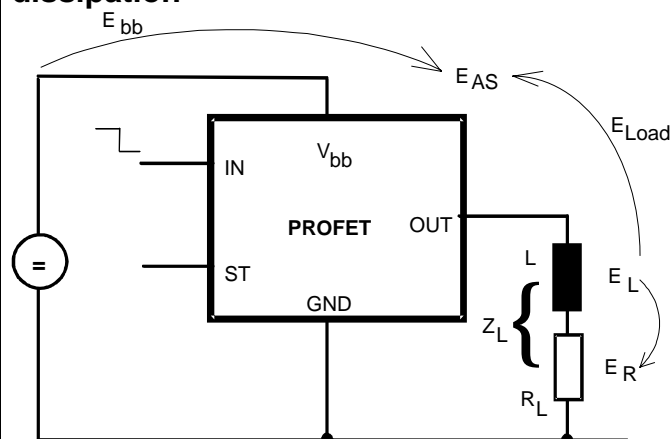 dissipation
E bb
E AS
E Load
V bb
IN
PROFET
OUT
=
ST
L
E L
GND
Z L {
E R
R L